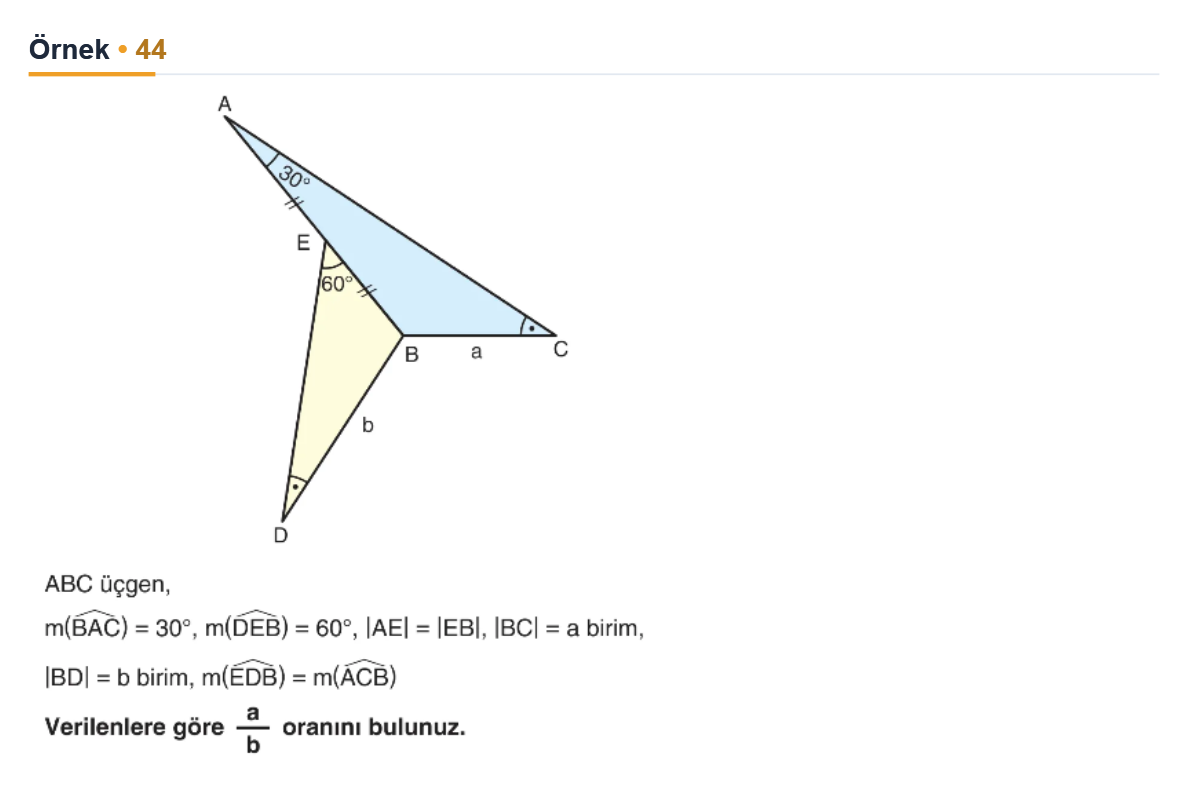 Örnek • 44
A
30°
E
60°
B
a
C
b
D
ABC üçgen,
m(BAC) = 30°, m(DEB) = 60°, |AE| = |EB|, |BC| = a birim,
|BD| = b birim, m(EDB) = m(ACB)
Verilenlere göre a/b oranını bulunuz.